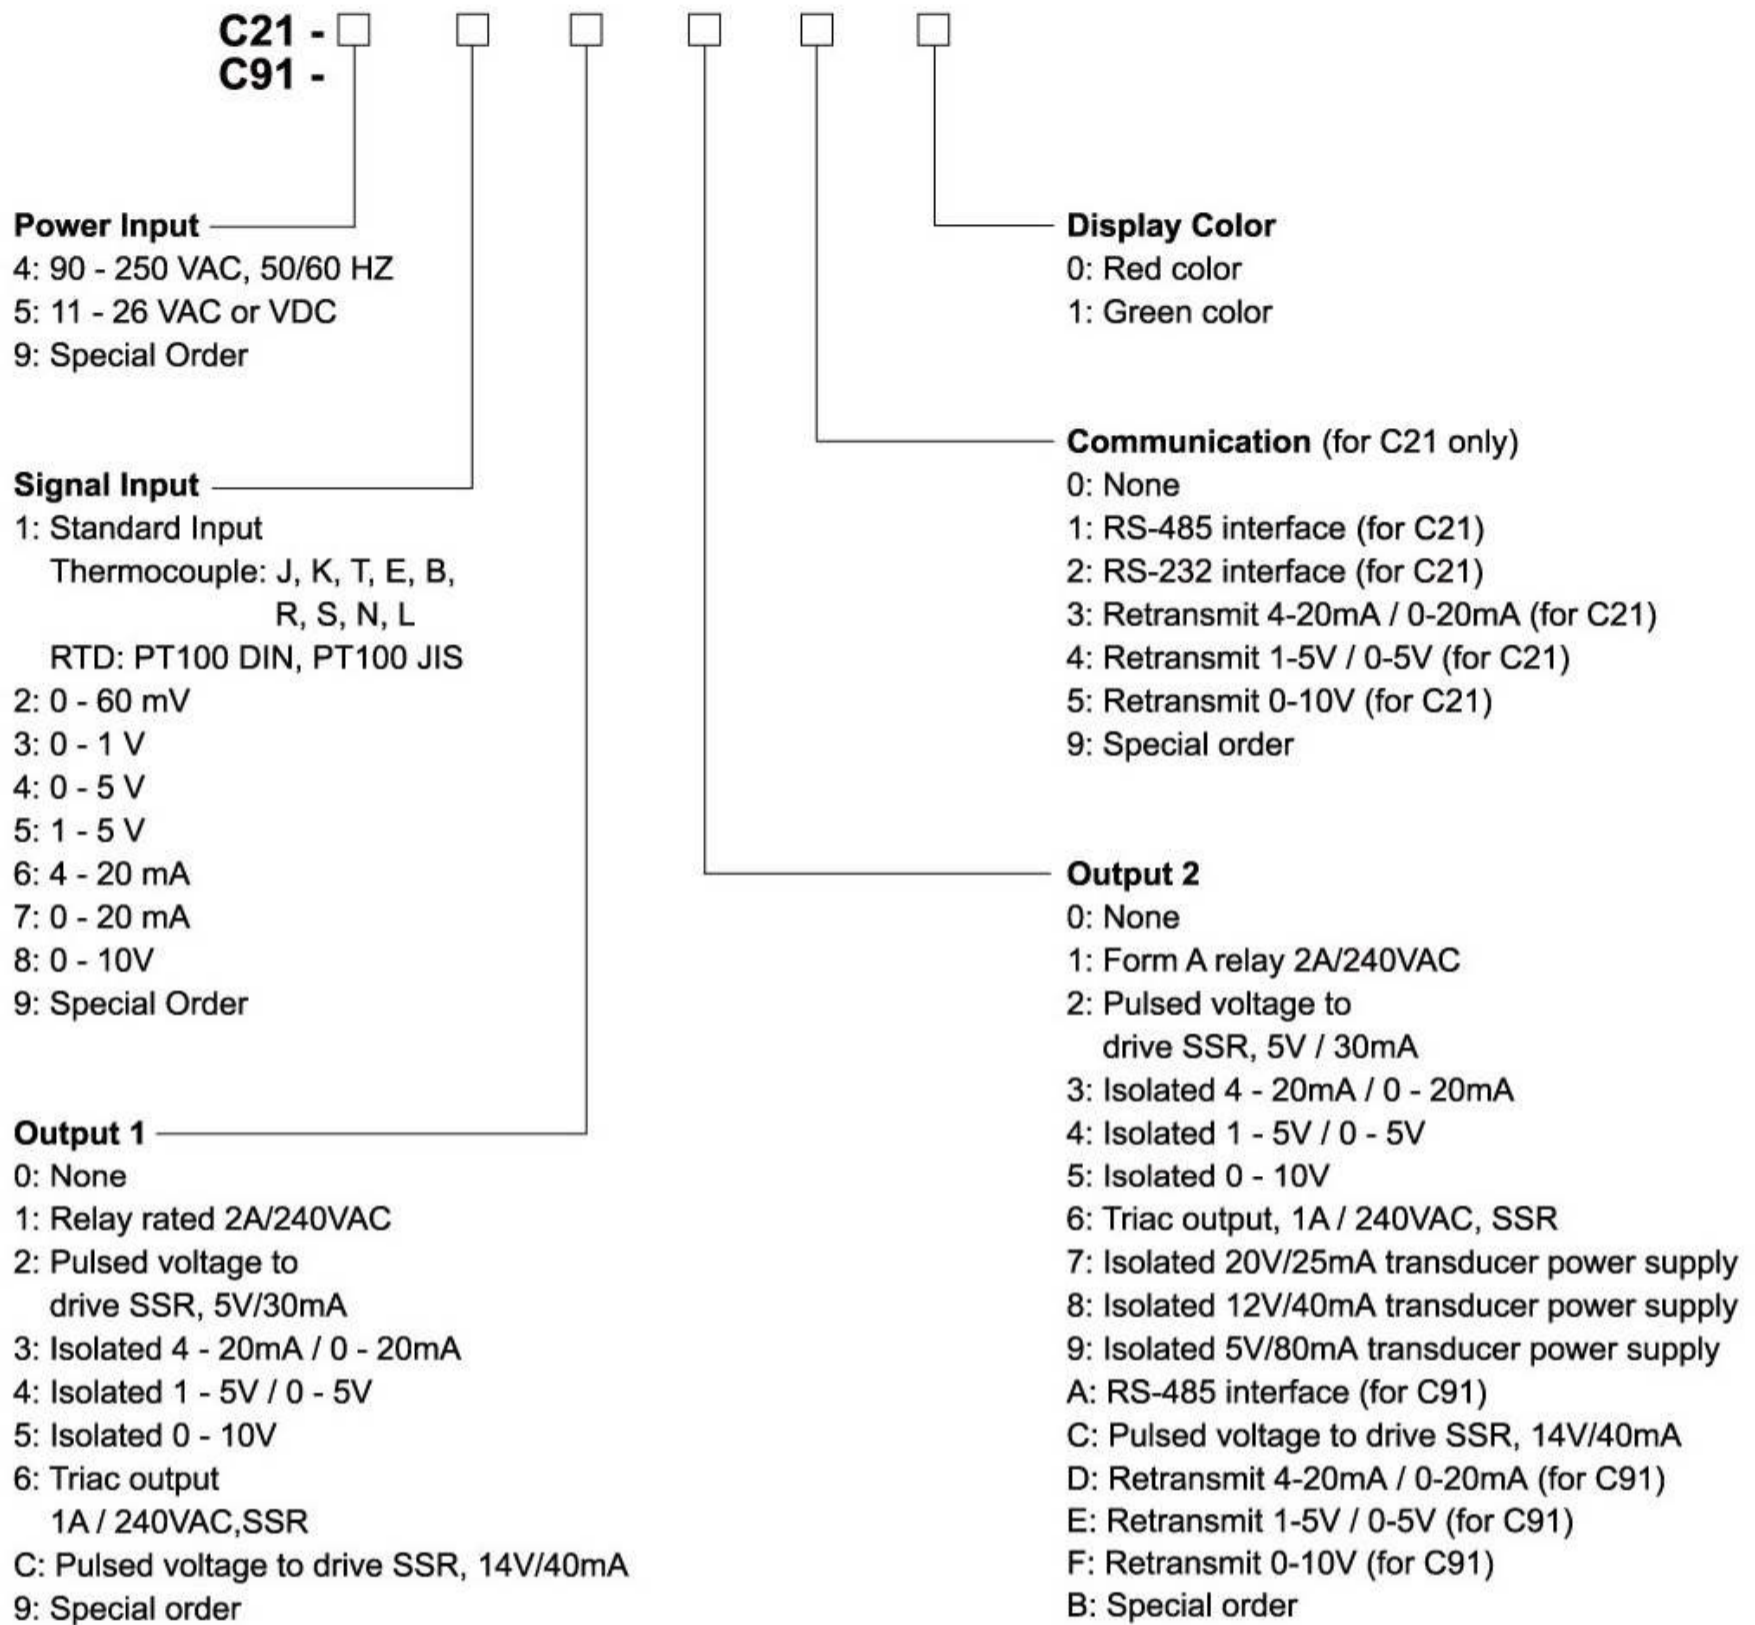 C21 -
C91 -
Power Input
4: 90 - 250 VAC, 50/60 HZ
5: 11 - 26 VAC or VDC
9: Special Order
Signal Input
1: Standard Input
Thermocouple: J, K, T, E, B,
R, S, N, L
RTD: PT100 DIN, PT100 JIS
2: 0 - 60 mV
3: 0 - 1 V
4: 0 - 5 V
5: 1 - 5 V
6: 4 - 20 mA
7: 0 - 20 mA
8: 0 - 10V
9: Special Order
Output 1
0: None
1: Relay rated 2A/240VAC
2: Pulsed voltage to
drive SSR, 5V/30mA
3: Isolated 4 - 20mA / 0 - 20mA
4: Isolated 1 - 5V / 0 - 5V
5: Isolated 0 - 10V
6: Triac output
1A / 240VAC,SSR
C: Pulsed voltage to drive SSR, 14V/40mA
9: Special order
Display Color
0: Red color
1: Green color
Communication (for C21 only)
0: None
1: RS-485 interface (for C21)
2: RS-232 interface (for C21)
3: Retransmit 4-20mA / 0-20mA (for C21)
4: Retransmit 1-5V / 0-5V (for C21)
5: Retransmit 0-10V (for C21)
9: Special order
Output 2
0: None
1: Form A relay 2A/240VAC
2: Pulsed voltage to
drive SSR, 5V / 30mA
3: Isolated 4 - 20mA / 0 - 20mA
4: Isolated 1 - 5V / 0 - 5V
5: Isolated 0 - 10V
6: Triac output, 1A / 240VAC, SSR
7: Isolated 20V/25mA transducer power supply
8: Isolated 12V/40mA transducer power supply
9: Isolated 5V/80mA transducer power supply
A: RS-485 interface (for C91)
C: Pulsed voltage to drive SSR, 14V/40mA
D: Retransmit 4-20mA / 0-20mA (for C91)
E: Retransmit 1-5V / 0-5V (for C91)
F: Retransmit 0-10V (for C91)
B: Special order